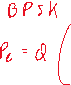 BPSK
Pe = Q (